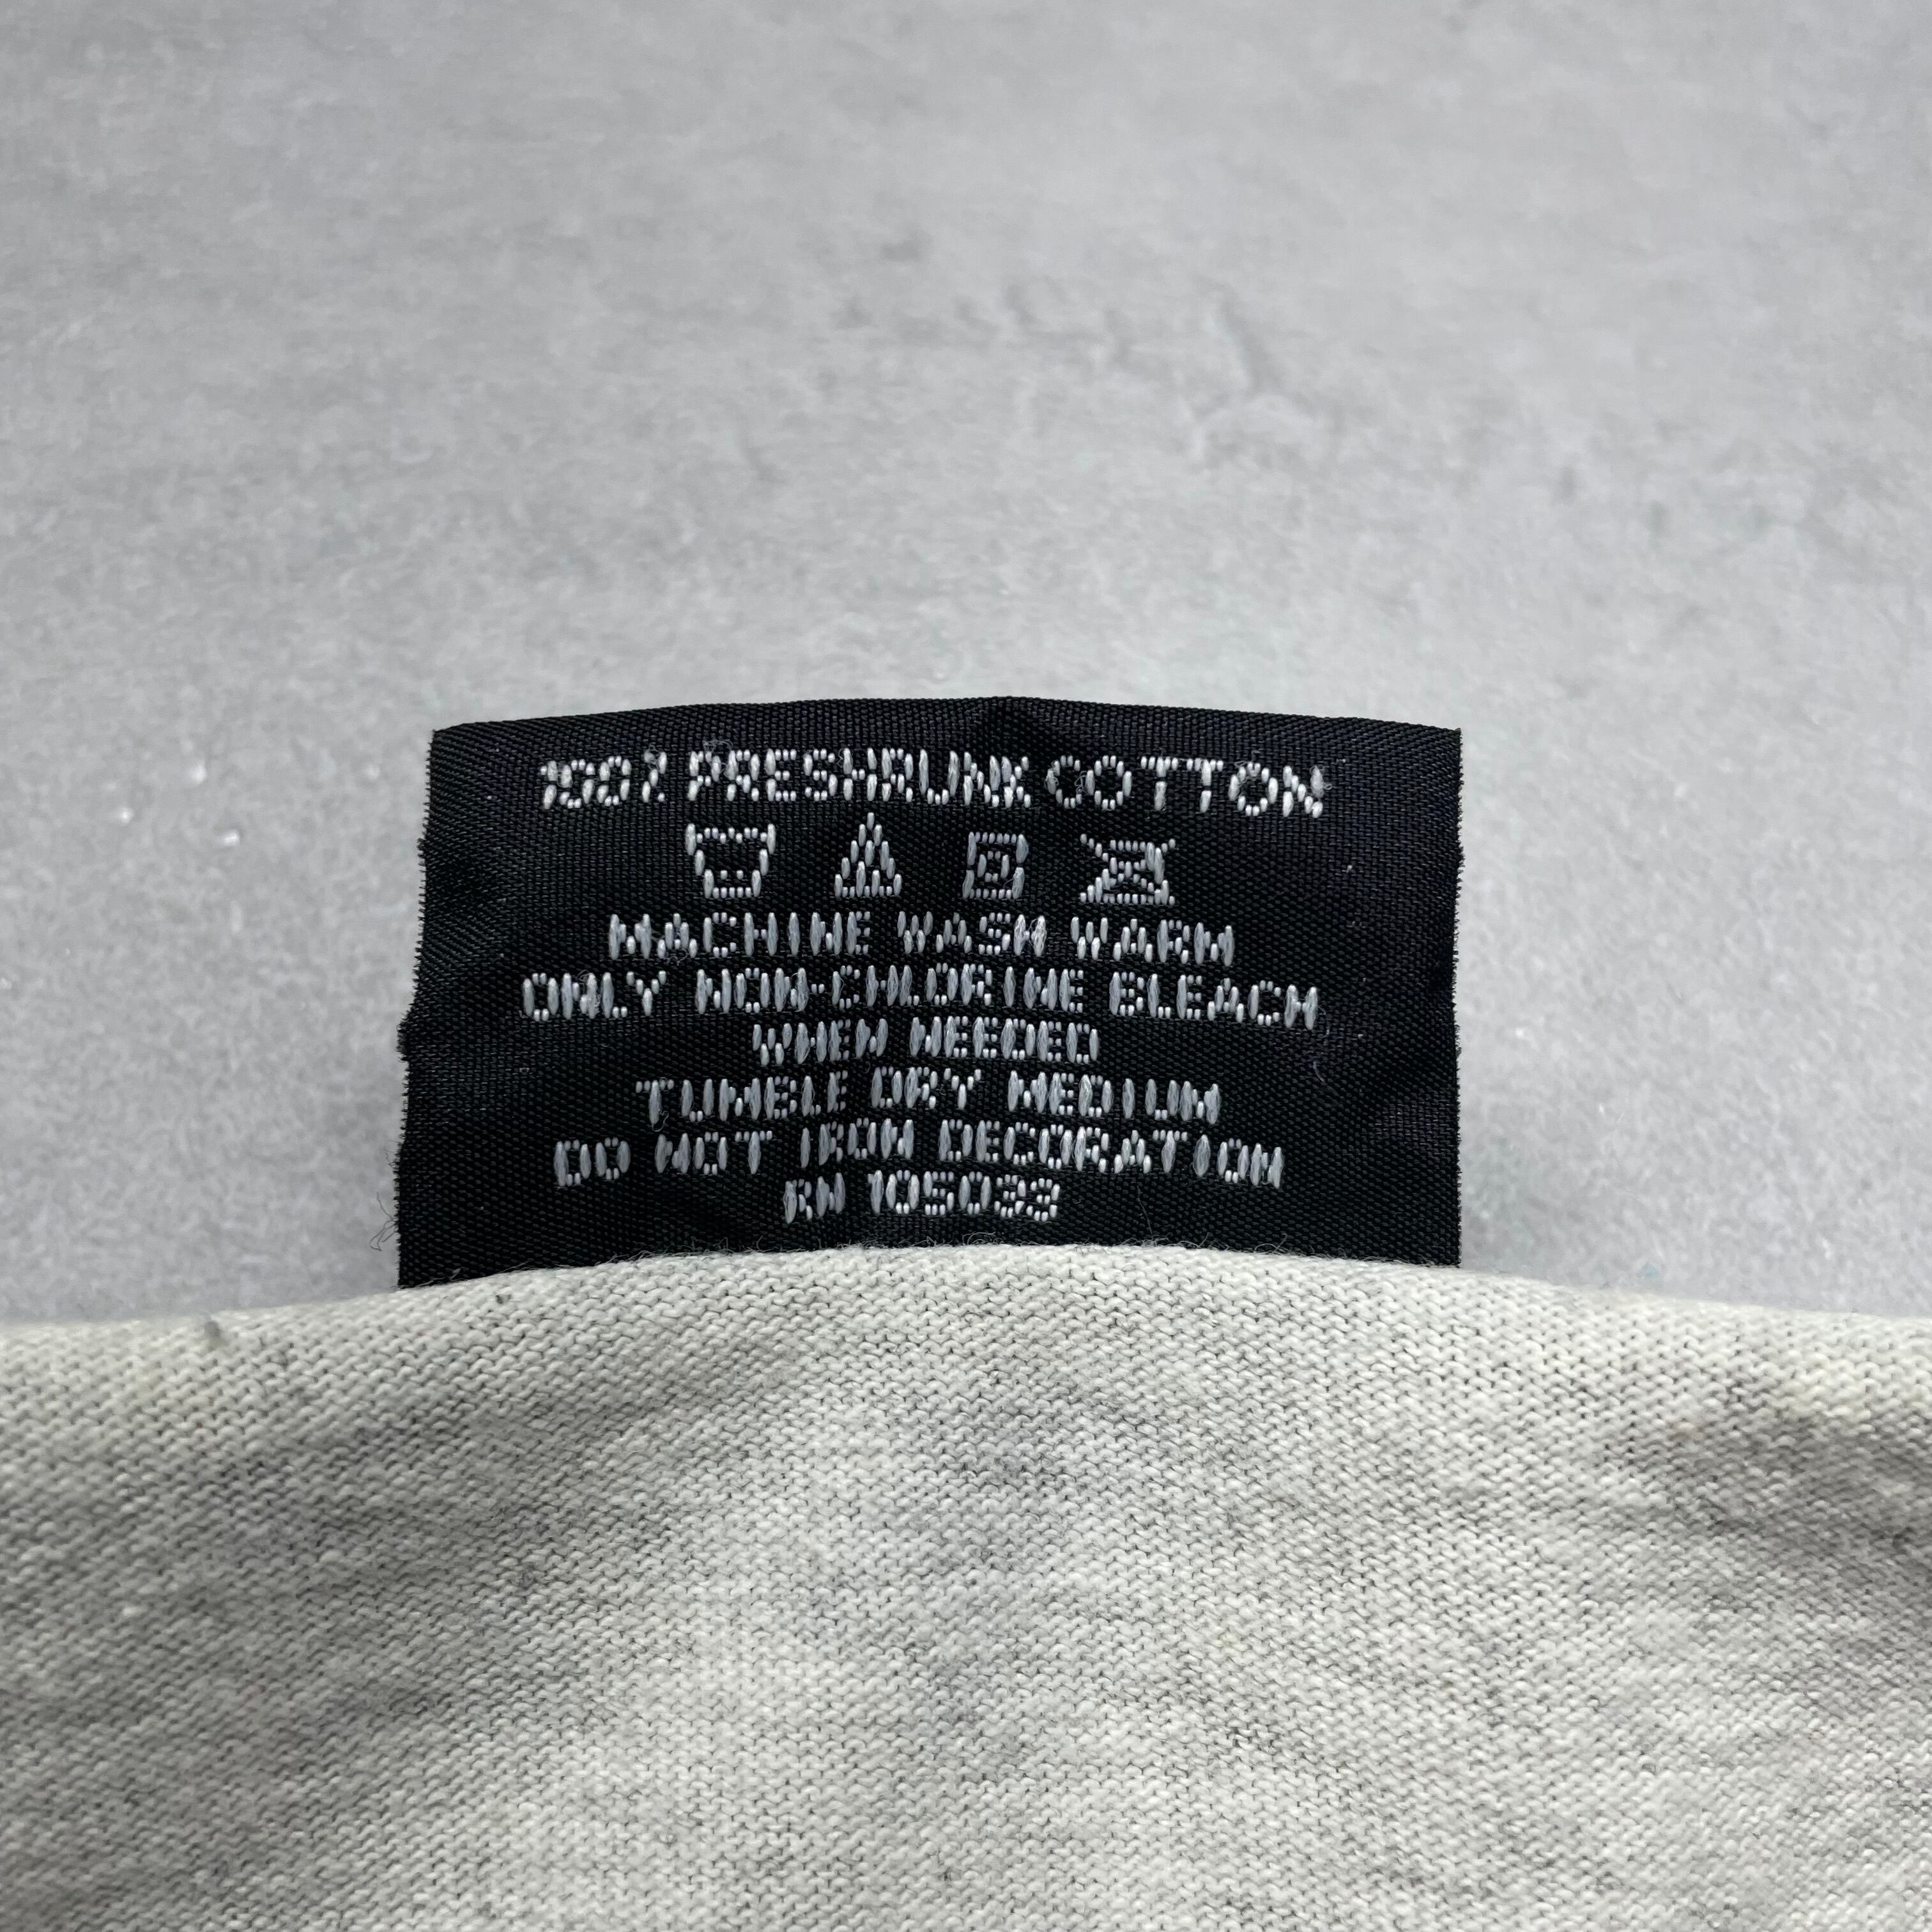 100% PRESHRUNK COTTON
MACHINE WASH WARM
ONLY NON-CHLORINE BLEACH
WHEN NEEDED
TUMBLE DRY MEDIUM
DO NOT IRON DECORATION
RN 105033